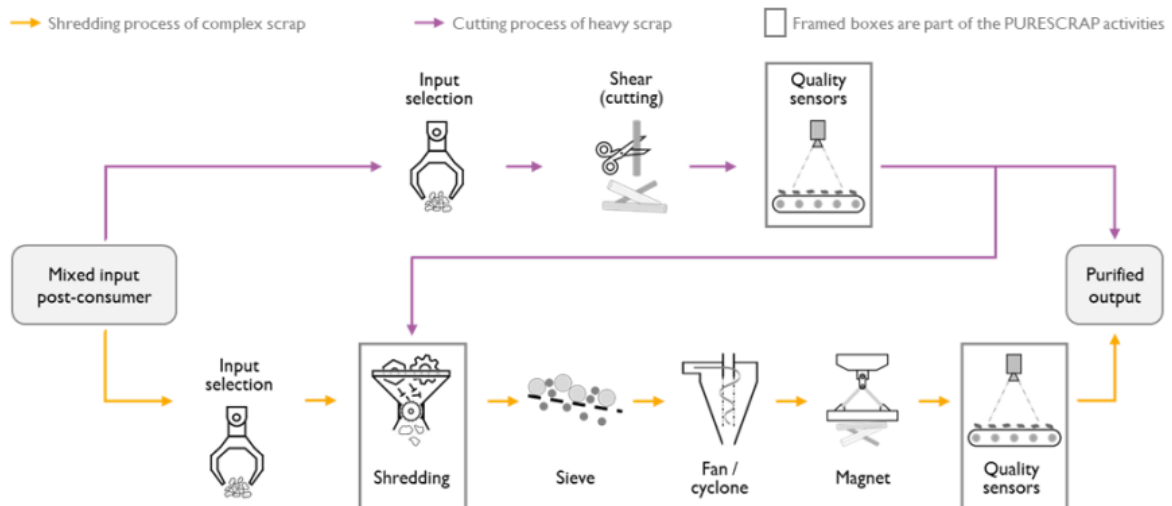 Shredding process of complex scrap
Cutting process of heavy scrap
Framed boxes are part of the PURESCRAP activities
Input
selection
Shear
(cutting)
Quality
sensors
Mixed input
post-consumer
Purified
output
Input
selection
Shredding
Sieve
Fan /
cyclone
Magnet
Quality
sensors